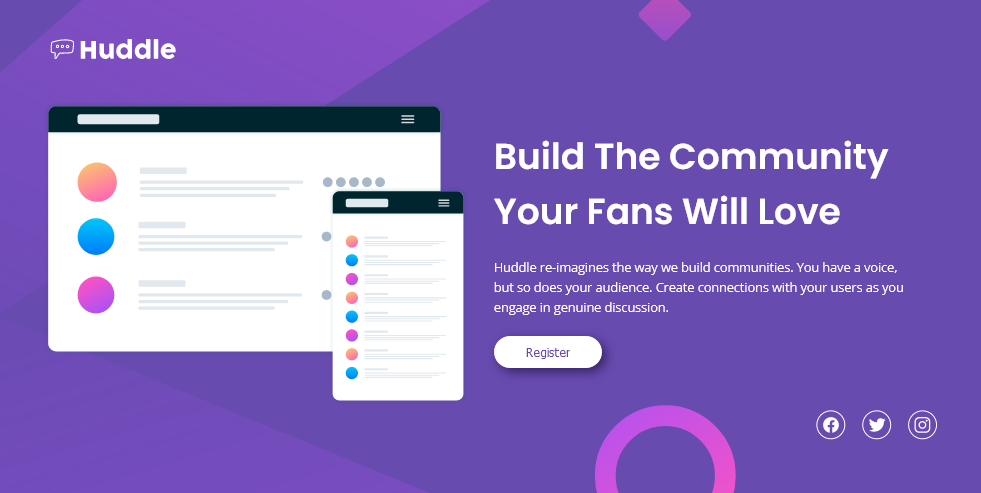 Huddle
Build The Community
Your Fans Will Love
Huddle re-imagines the way we build communities. You have a voice,
but so does your audience. Create connections with your users as you
engage in genuine discussion.
Register